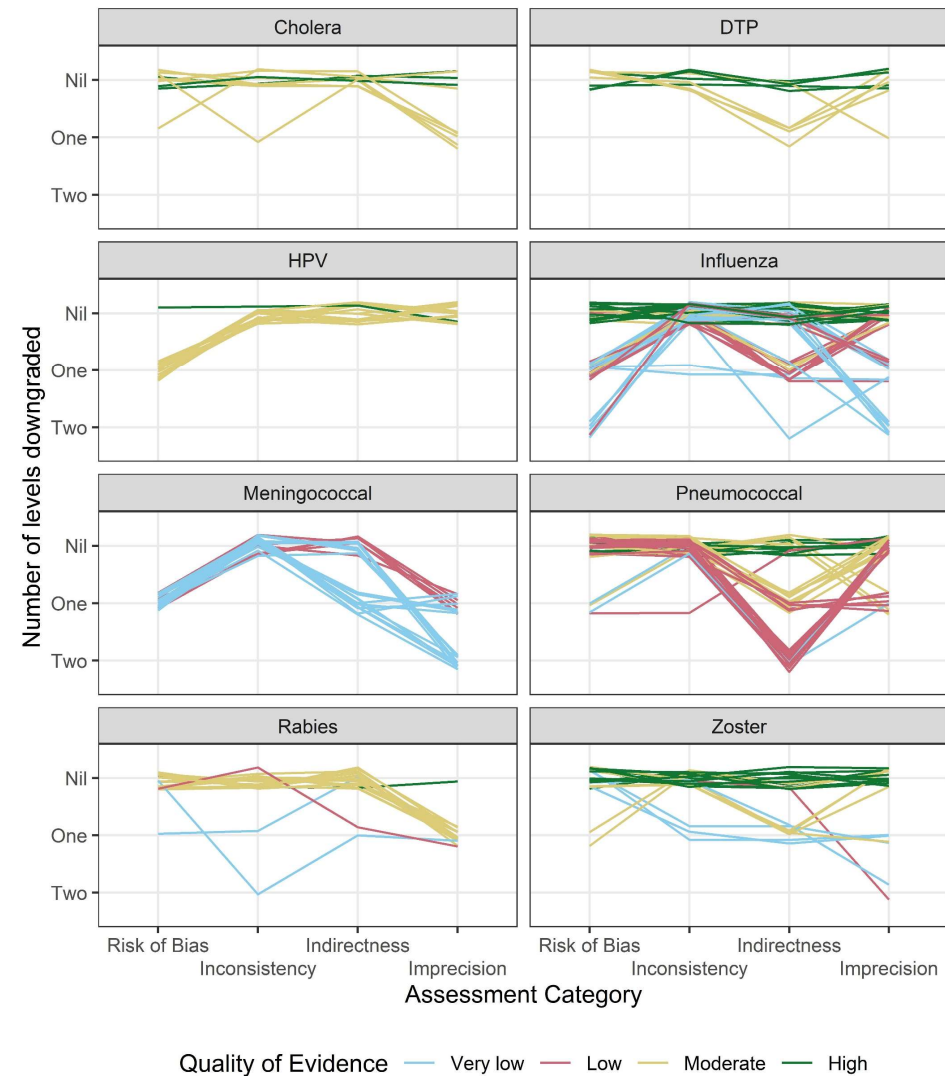 Cholera
DTP
Nil
One
Two
HPV
Influenza
Nil
One
Two
Meningococcal
Pneumococcal
Nil
One
Two
Rabies
Zoster
Nil
One
Two
Number of levels downgraded
Risk of Bias
Indirectness
Risk of Bias
Indirectness
Inconsistency
Imprecision
Inconsistency
Imprecision
Assessment Category
Quality of Evidence Very low Low Moderate High